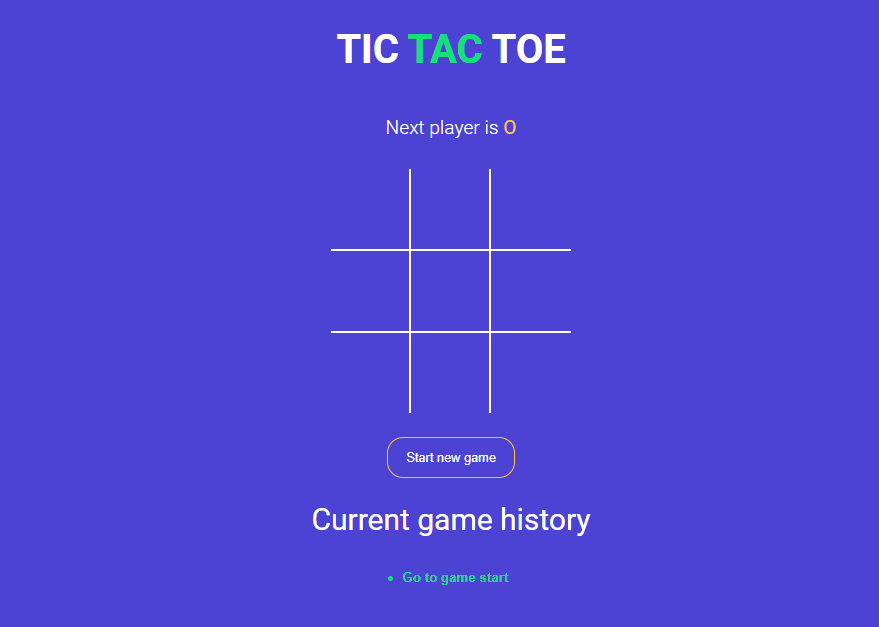 TIC TAC TOE
Next player is O
Start new game
Current game history
Go to game start